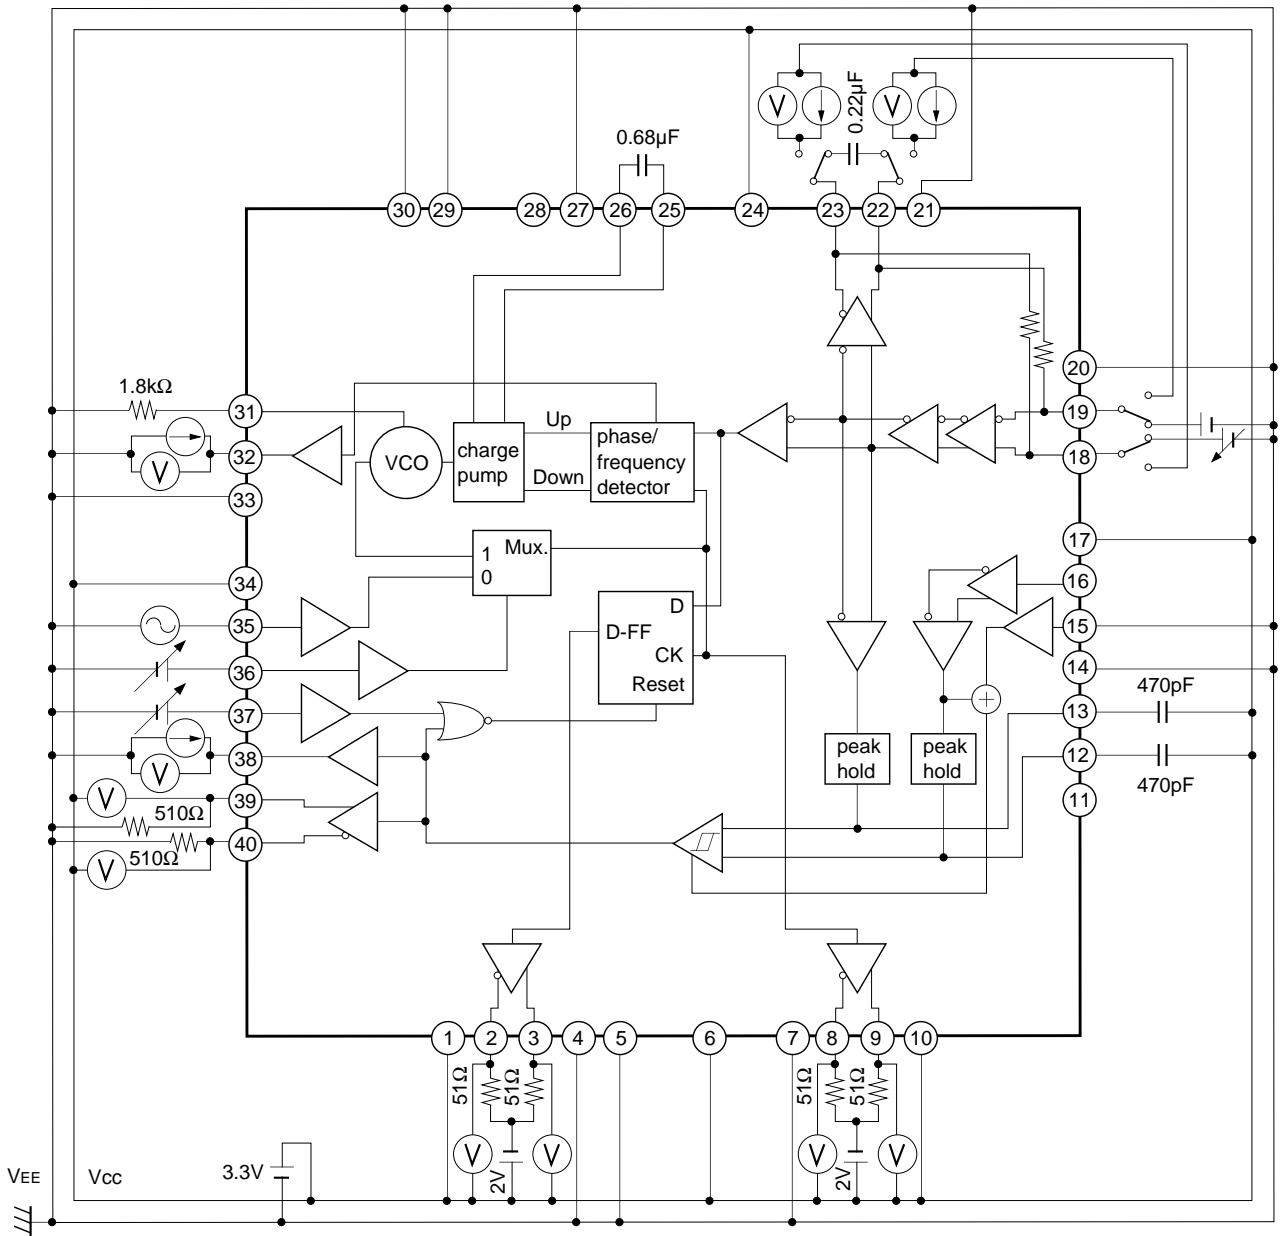 V
V
0.22µF
0.68µF
30
29
28
27
26
25
24
23
22
21
1.8kΩ
31
32
V
33
VCO
charge
pump
Up
Down
phase/
frequency
detector
20
19
18
Mux.
1
0
17
34
16
35
15
D
D-FF
CK
Reset
36
14
470pF
37
13
38
V
peak
hold
peak
hold
12
470pF
V
39
510Ω
11
40
510Ω
V
1
2
3
4
5
6
7
8
9
10
51Ω
51Ω
51Ω
51Ω
V
V
V
V
2V
2V
3.3V
VEE
Vcc